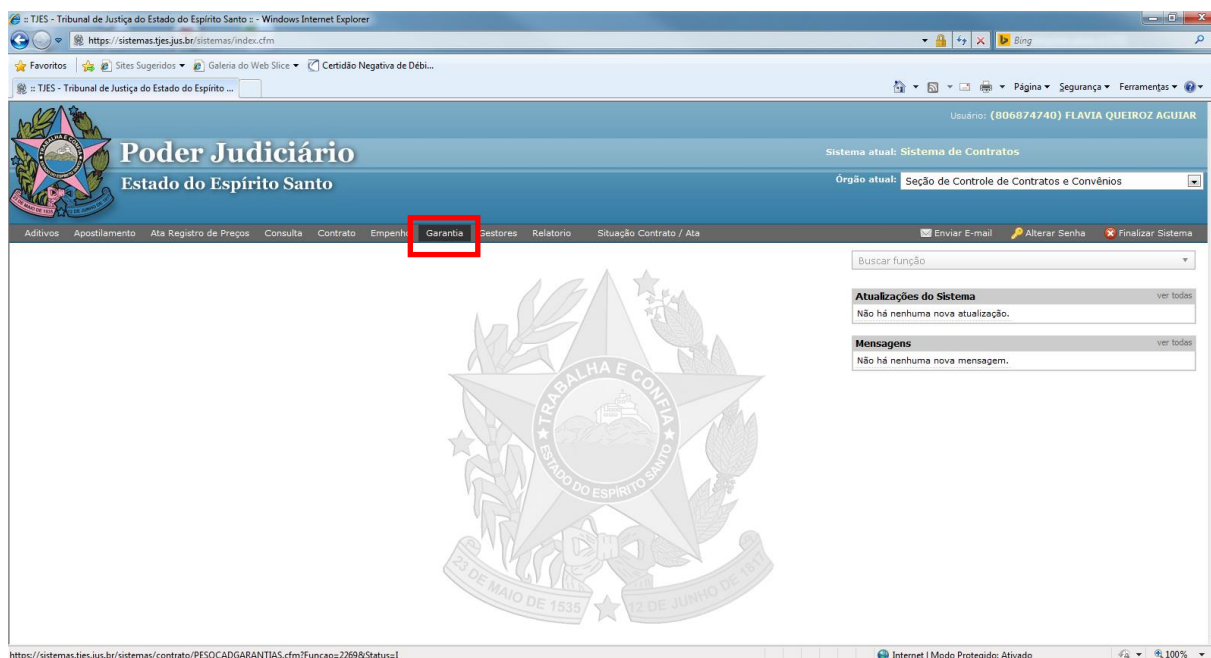 :: TJES - Tribunal de Justiça do Estado do Espírito Santo :: - Windows Internet Explorer
https://sistemas.tjes.jus.br/sistemas/index.cfm
Bing
Favoritos Sites Sugeridos Galeria do Web Slice Certidão Negativa de Débi...
:: TJES - Tribunal de Justiça do Estado do Espírito ... Página Segurança Ferramentas
Usuário: (806874740) FLAVIA QUEIROZ AGUIAR
Poder Judiciário
Sistema atual: Sistema de Contratos
Estado do Espírito Santo
Órgão atual: Seção de Controle de Contratos e Convênios
Aditivos Apostilamento Ata Registro de Preços Consulta Contrato Empenho Garantia Gestores Relatorio Situação Contrato / Ata Enviar E-mail Alterar Senha Finalizar Sistema
Buscar função
Atualizações do Sistema ver todas
Não há nenhuma nova atualização.
Mensagens ver todas
Não há nenhuma nova mensagem.
TRABALHA E CONFIA
ESTADO DO ESPIRITO SANTO
23 DE MAIO DE 1535
12 DE JUNHO DE 1817
https://sistemas.tjes.jus.br/sistemas/contrato/PESQCADGARANTIAS.cfm?Funcao=2269&Status=I Internet | Modo Protegido: Ativado 100%